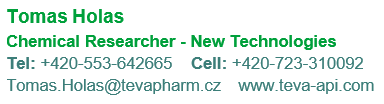 Tomas Holas
Chemical Researcher - New Technologies
Tel: +420-553-642665 Cell: +420-723-310092
Tomas.Holas@tevapharm.cz www.teva-api.com